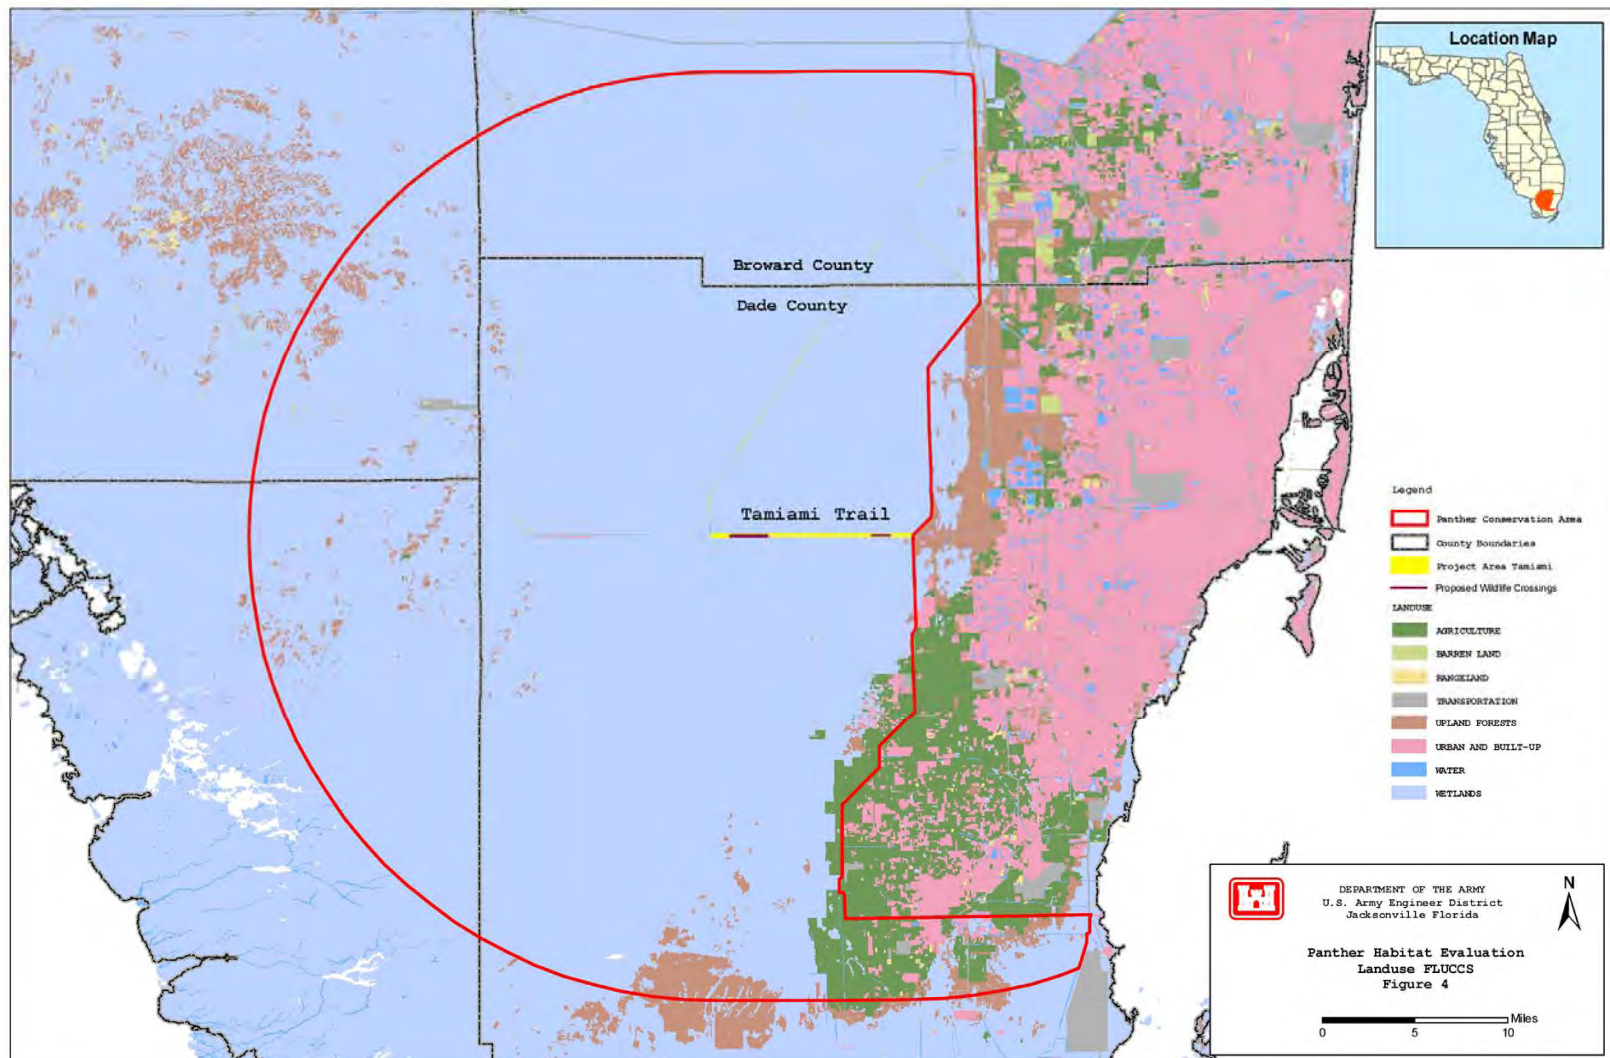 Location Map
Broward County
Dade County
Tamiami Trail
Legend
Panther Conservation Area
County Boundaries
Project Area Tamiami
Proposed Wildlife Crossings
LANDUSE
AGRICULTURE
BARREN LAND
RANGELAND
TRANSPORTATION
UPLAND FORESTS
URBAN AND BUILT-UP
WATER
WETLANDS
DEPARTMENT OF THE ARMY
U.S. Army Engineer District
Jacksonville Florida
N
Panther Habitat Evaluation
Landuse FLUCCS
Figure 4
Miles
0 5 10